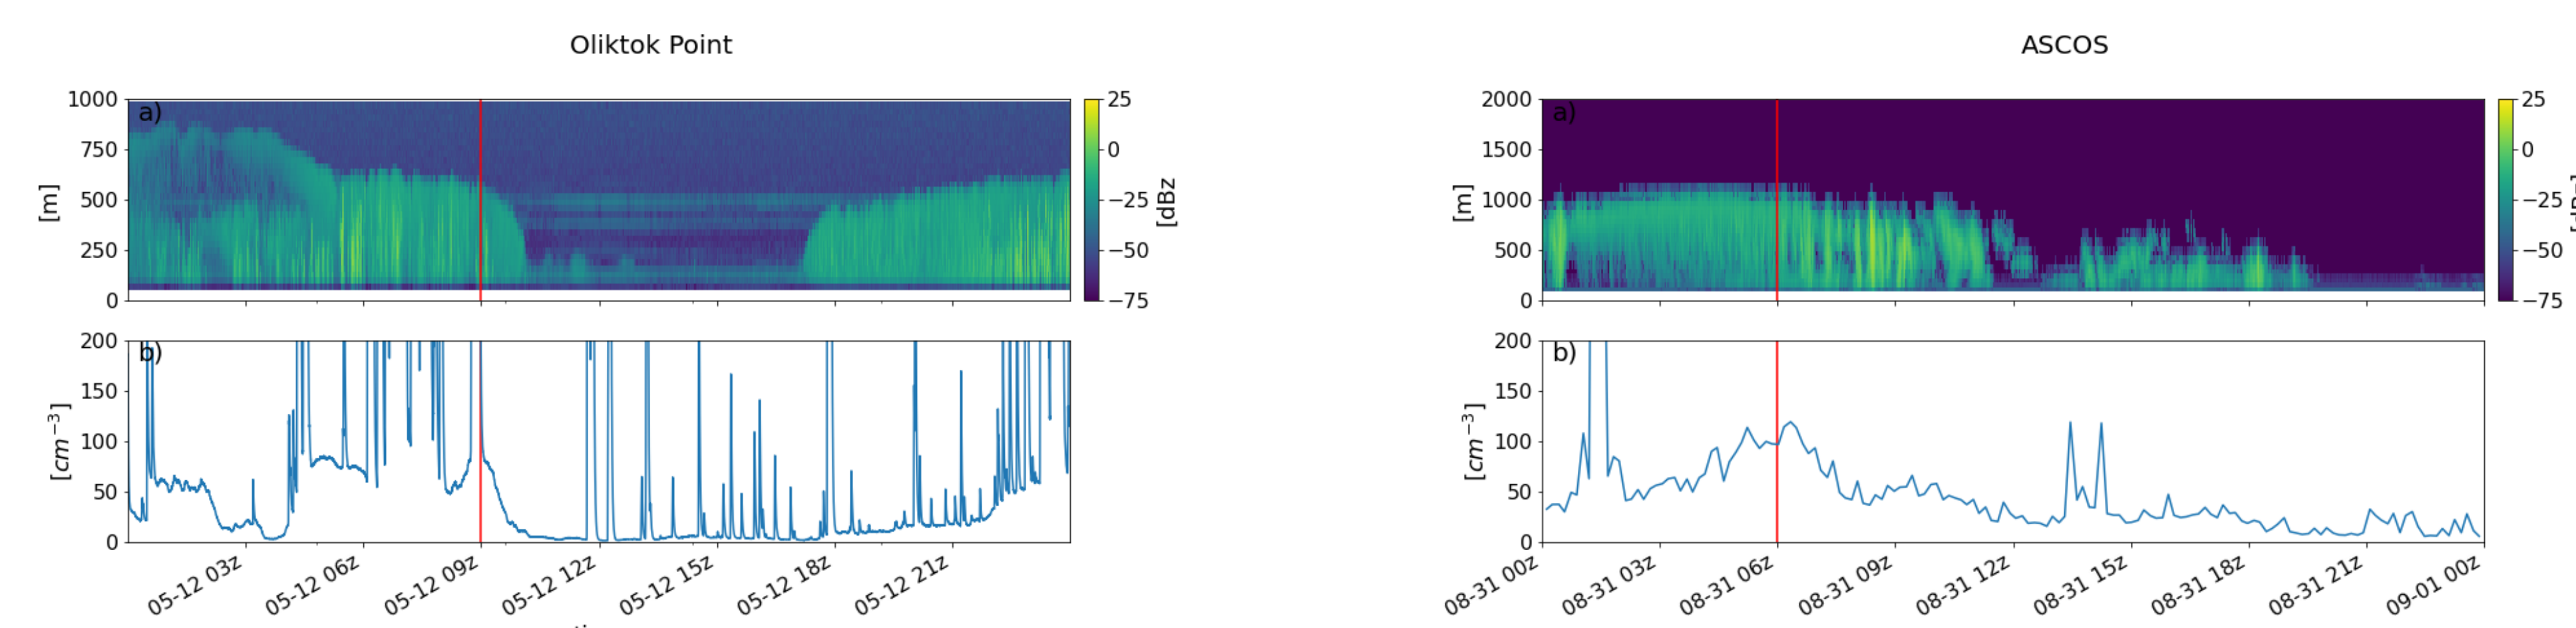 Oliktok Point
ASCOS
a)
1000
750
500
250
0
[m]
25
0
−25
−50
−75
[dBz]
b)
200
150
100
50
0
[cm⁻³]
05-12 03z
05-12 06z
05-12 09z
05-12 12z
05-12 15z
05-12 18z
05-12 21z
a)
2000
1500
1000
500
0
[m]
25
0
−25
−50
−75
b)
200
150
100
50
0
[cm⁻³]
08-31 00z
08-31 03z
08-31 06z
08-31 09z
08-31 12z
08-31 15z
08-31 18z
08-31 21z
09-01 00z